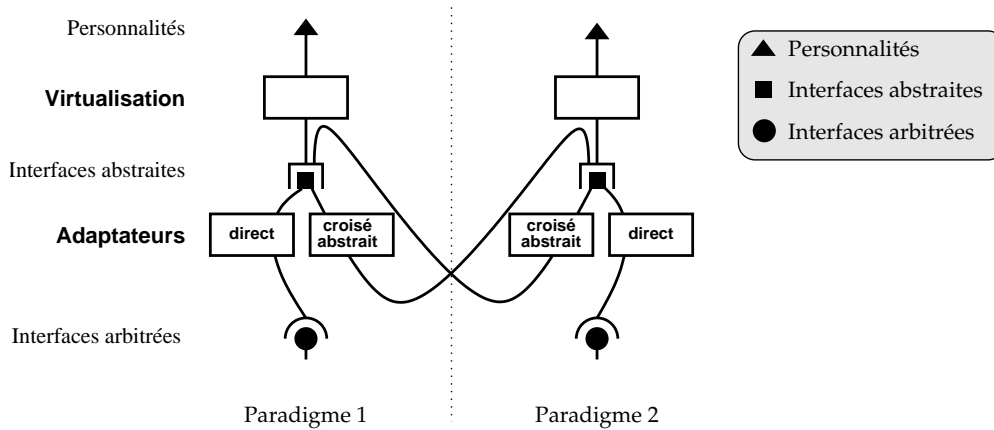 Personnalités
Personnalités
Virtualisation
Interfaces abstraites
Interfaces arbitrées
Interfaces abstraites
Adaptateurs
direct
croisé
abstrait
croisé
abstrait
direct
Interfaces arbitrées
Paradigme 1
Paradigme 2